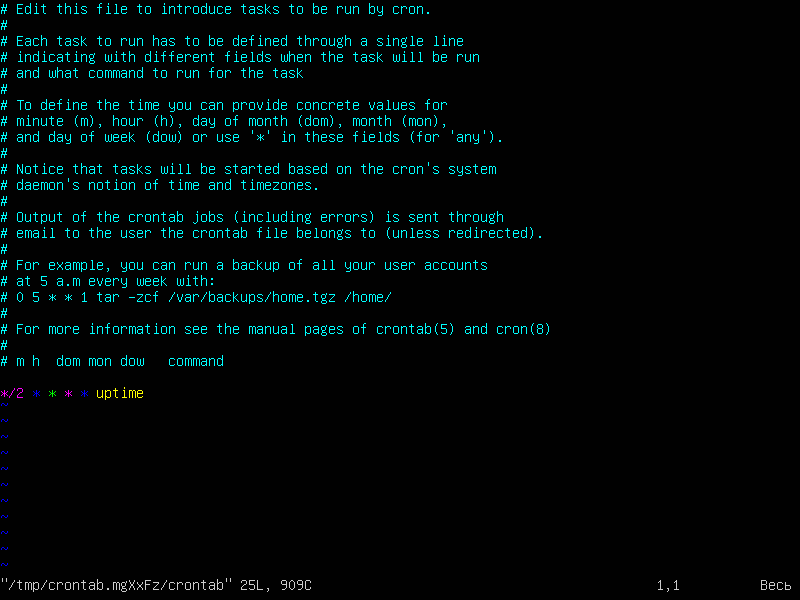 # Edit this file to introduce tasks to be run by cron.
#
# Each task to run has to be defined through a single line
# indicating with different fields when the task will be run
# and what command to run for the task
#
# To define the time you can provide concrete values for
# minute (m), hour (h), day of month (dom), month (mon),
# and day of week (dow) or use '*' in these fields (for 'any').
#
# Notice that tasks will be started based on the cron's system
# daemon's notion of time and timezones.
#
# Output of the crontab jobs (including errors) is sent through
# email to the user the crontab file belongs to (unless redirected).
#
# For example, you can run a backup of all your user accounts
# at 5 a.m every week with:
# 0 5 * * 1 tar -zcf /var/backups/home.tgz /home/
#
# For more information see the manual pages of crontab(5) and cron(8)
#
# m h  dom mon dow   command

*/2 * * * * uptime
~
~
~
~
~
~
~
~
~
~
~
"/tmp/crontab.mgXxFz/crontab" 25L, 909C 1,1 Весь